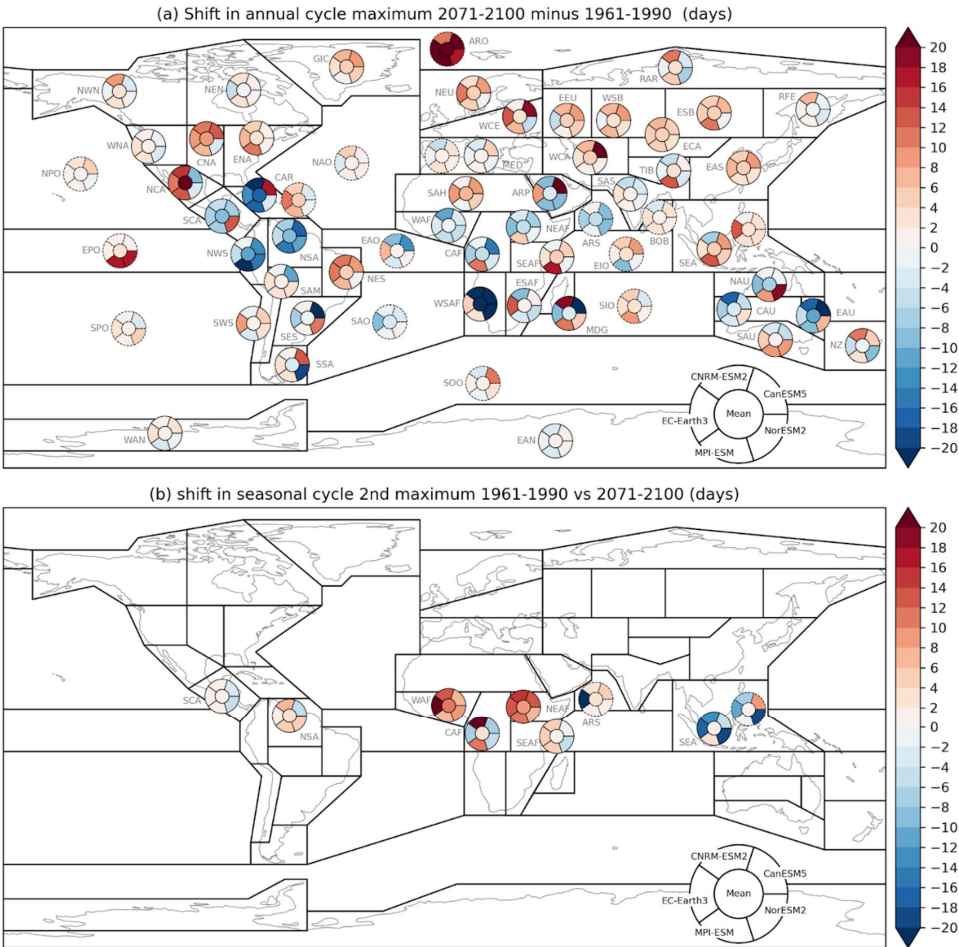 (a) Shift in annual cycle maximum 2071-2100 minus 1961-1990 (days)
ARO
GIC
RAR
NWN
NEN
NEU
EEU
WSB
ESB
RFE
WCE
WNA
CNA
ENA
NAO
MED
WCA
ECA
EAS
NPO
NCA
CAR
SAH
ARP
SAS
TIB
SCA
WAF
NEAF
ARS
BOB
EPO
NWS
NSA
EAO
CAF
SEAF
EIO
SEA
SAM
NES
WSAF
ESAF
MDG
SIO
NAU
CAU
EAU
SPO
SWS
SES
SAO
SAU
NZ
SSA
SOO
WAN
EAN
CNRM-ESM2
CanESM5
EC-Earth3
Mean
NorESM2
MPI-ESM
20
18
16
14
12
10
8
6
4
2
0
−2
−4
−6
−8
−10
−12
−14
−16
−18
−20
(b) shift in seasonal cycle 2nd maximum 1961-1990 vs 2071-2100 (days)
SCA
NSA
WAF
NEAF
ARS
CAF
SEAF
SEA
CNRM-ESM2
CanESM5
EC-Earth3
Mean
NorESM2
MPI-ESM
20
18
16
14
12
10
8
6
4
2
0
−2
−4
−6
−8
−10
−12
−14
−16
−18
−20